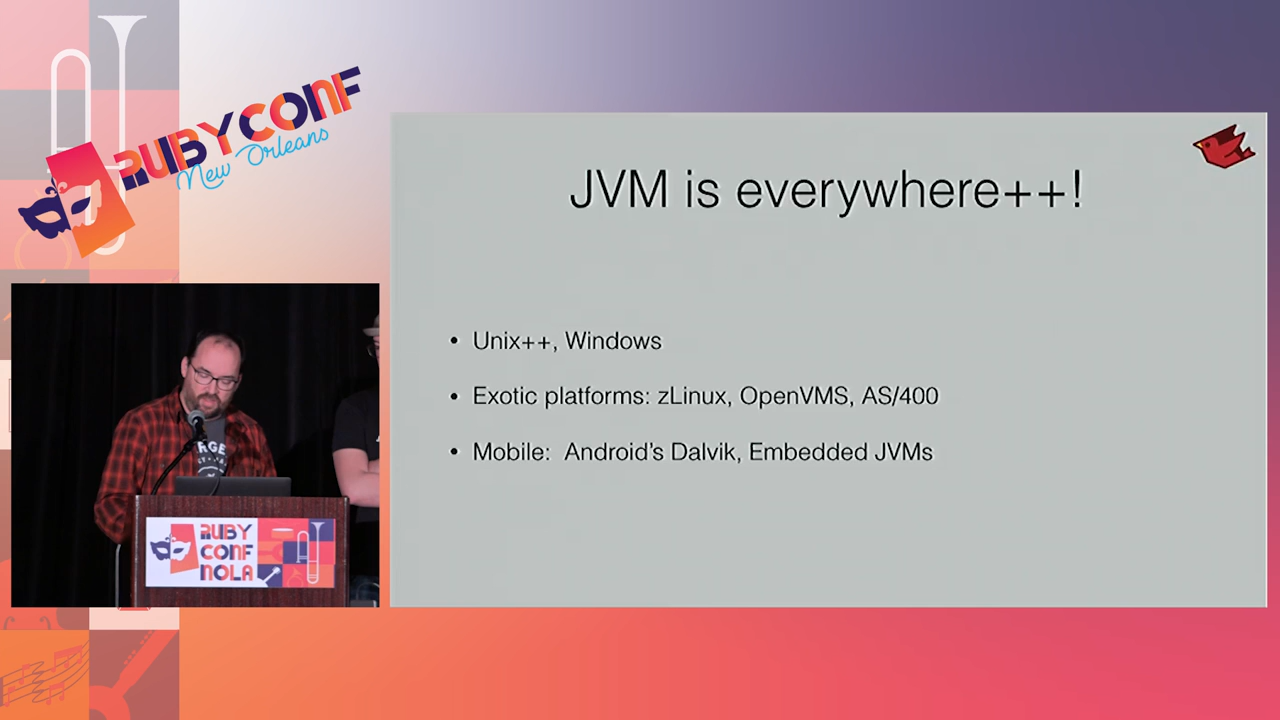 RUBYCONF
New Orleans
JVM is everywhere++!
• Unix++, Windows
• Exotic platforms: zLinux, OpenVMS, AS/400
• Mobile: Android's Dalvik, Embedded JVMs
RUBY
CONF
NOLA